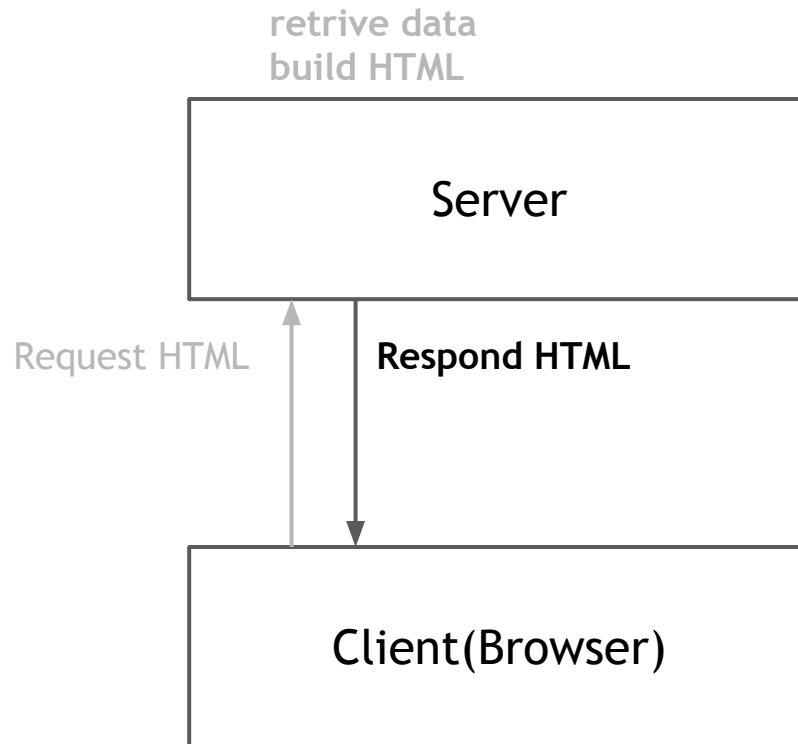 retrive data
build HTML
Server
Request HTML
Respond HTML
Client(Browser)